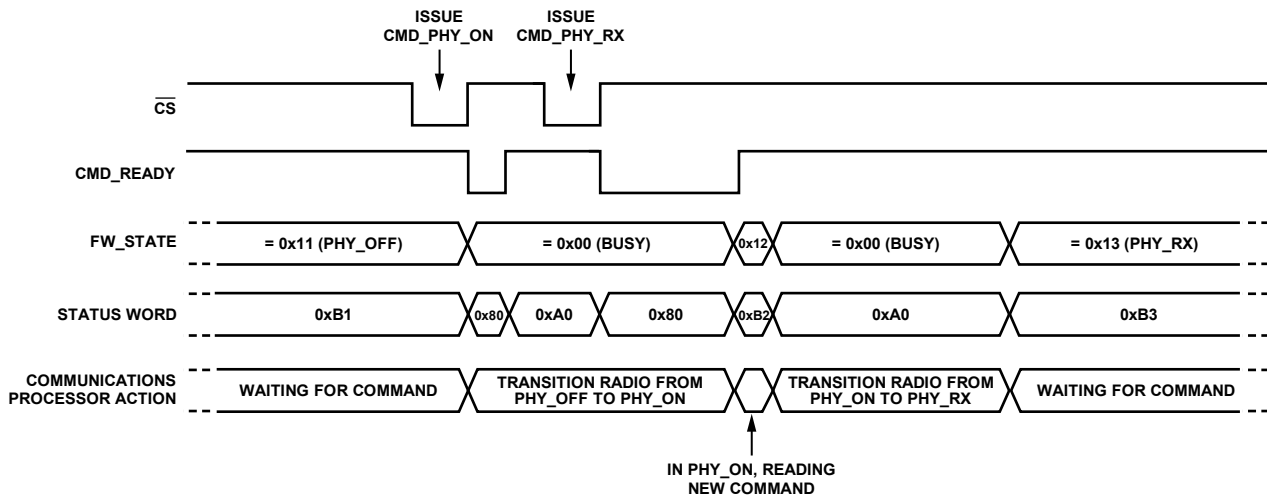 ISSUE
CMD_PHY_ON
ISSUE
CMD_PHY_RX
CS
CMD_READY
FW_STATE
= 0x11 (PHY_OFF)
= 0x00 (BUSY)
0x12
= 0x00 (BUSY)
= 0x13 (PHY_RX)
STATUS WORD
0xB1
0x80
0xA0
0x80
0xB2
0xA0
0xB3
COMMUNICATIONS
PROCESSOR ACTION
WAITING FOR COMMAND
TRANSITION RADIO FROM
PHY_OFF TO PHY_ON
TRANSITION RADIO FROM
PHY_ON TO PHY_RX
WAITING FOR COMMAND
IN PHY_ON, READING
NEW COMMAND